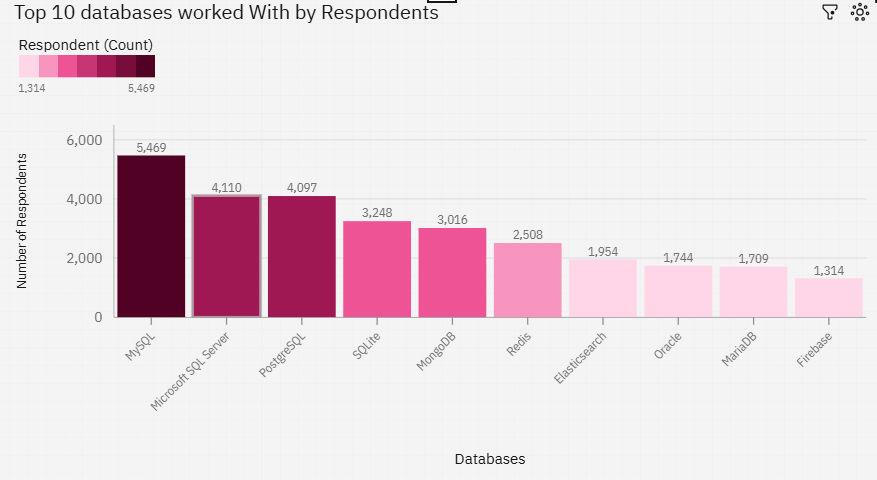 Top 10 databases worked With by Respondents
Respondent (Count)
1,314 5,469
Number of Respondents
6,000
4,000
2,000
0
5,469
4,110
4,097
3,248
3,016
2,508
1,954
1,744
1,709
1,314
MySQL
Microsoft SQL Server
PostgreSQL
SQLite
MongoDB
Redis
Elasticsearch
Oracle
MariaDB
Firebase
Databases